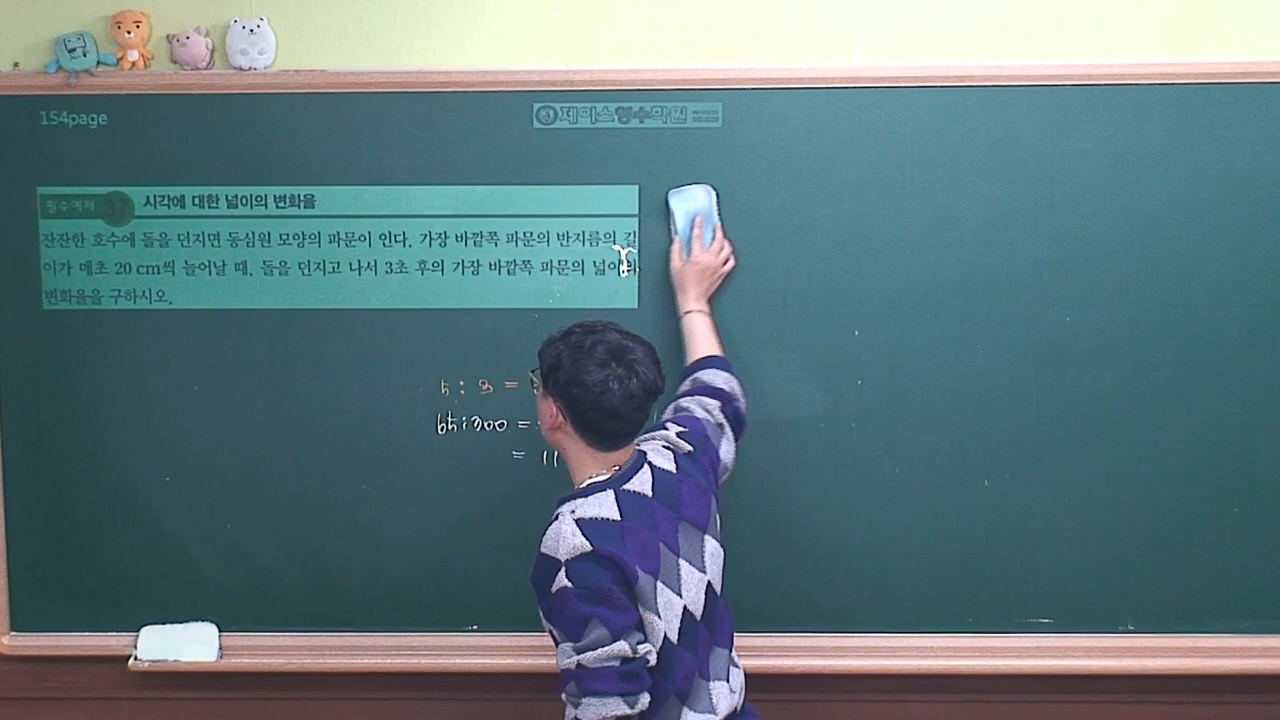 154page
제이스영수학원
필수예제
시각에 대한 넓이의 변화율
잔잔한 호수에 돌을 던지면 동심원 모양의 파문이 인다. 가장 바깥쪽 파문의 반지름의 길
이가 매초 20 cm씩 늘어날 때, 돌을 던지고 나서 3초 후의 가장 바깥쪽 파문의 넓이의
변화율을 구하시오.
=
=
= 11